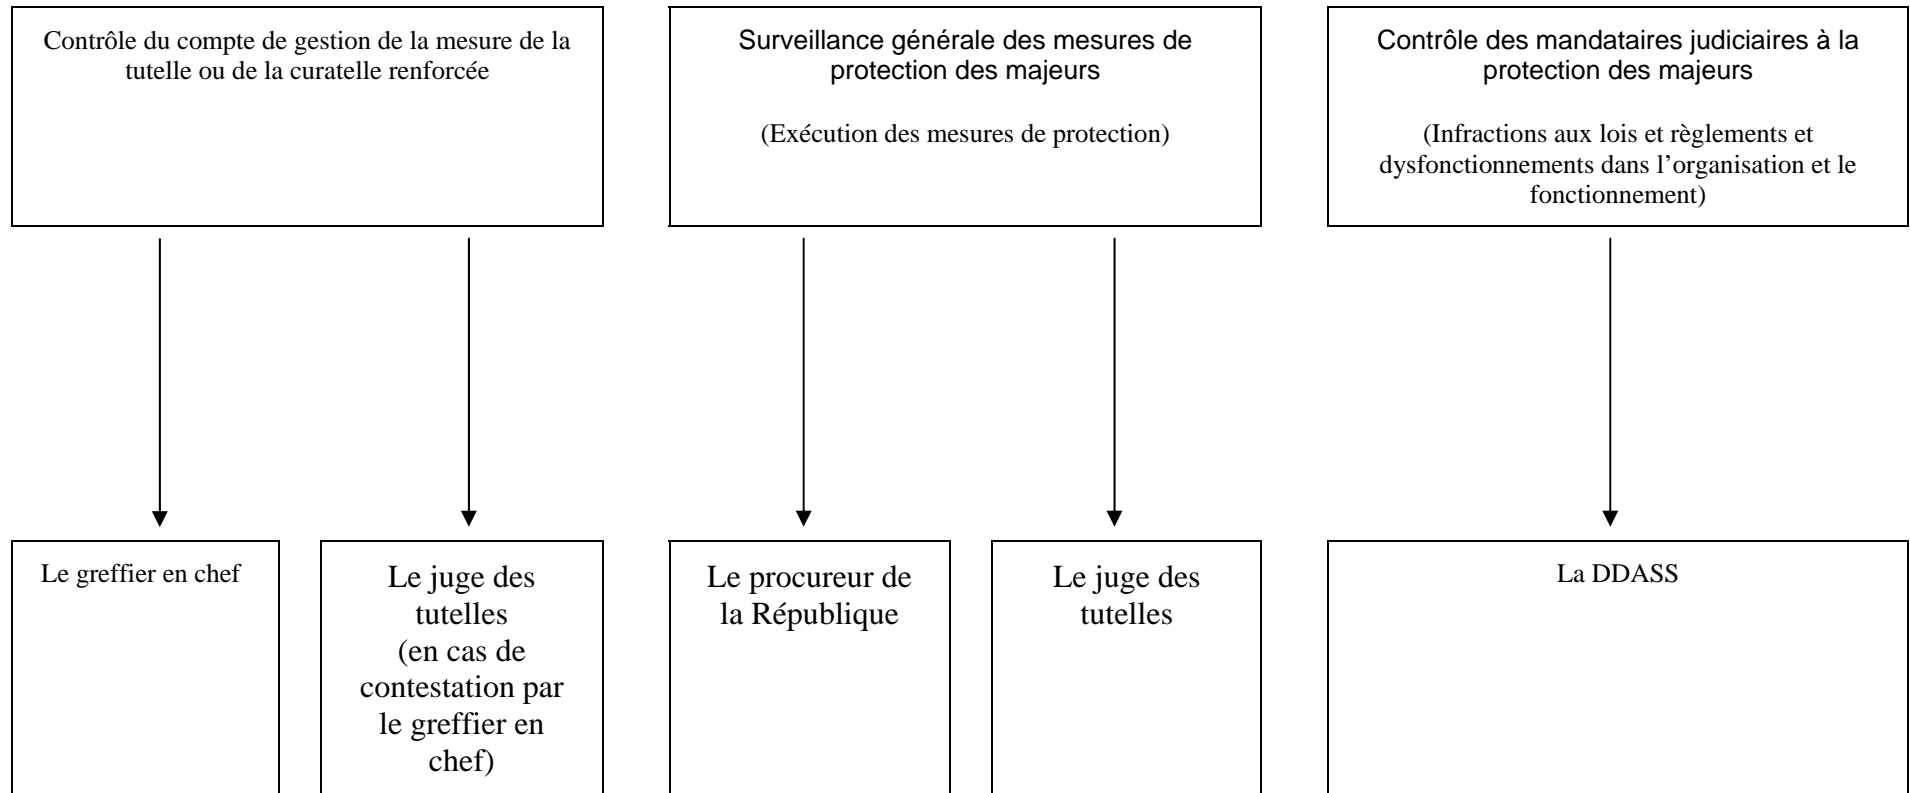 Contrôle du compte de gestion de la mesure de la
tutelle ou de la curatelle renforcée
Surveillance générale des mesures de
protection des majeurs
(Exécution des mesures de protection)
Contrôle des mandataires judiciaires à la
protection des majeurs
(Infractions aux lois et règlements et
dysfonctionnements dans l’organisation et le
fonctionnement)
Le greffier en chef
Le juge des
tutelles
(en cas de
contestation par
le greffier en
chef)
Le procureur de
la République
Le juge des
tutelles
La DDASS